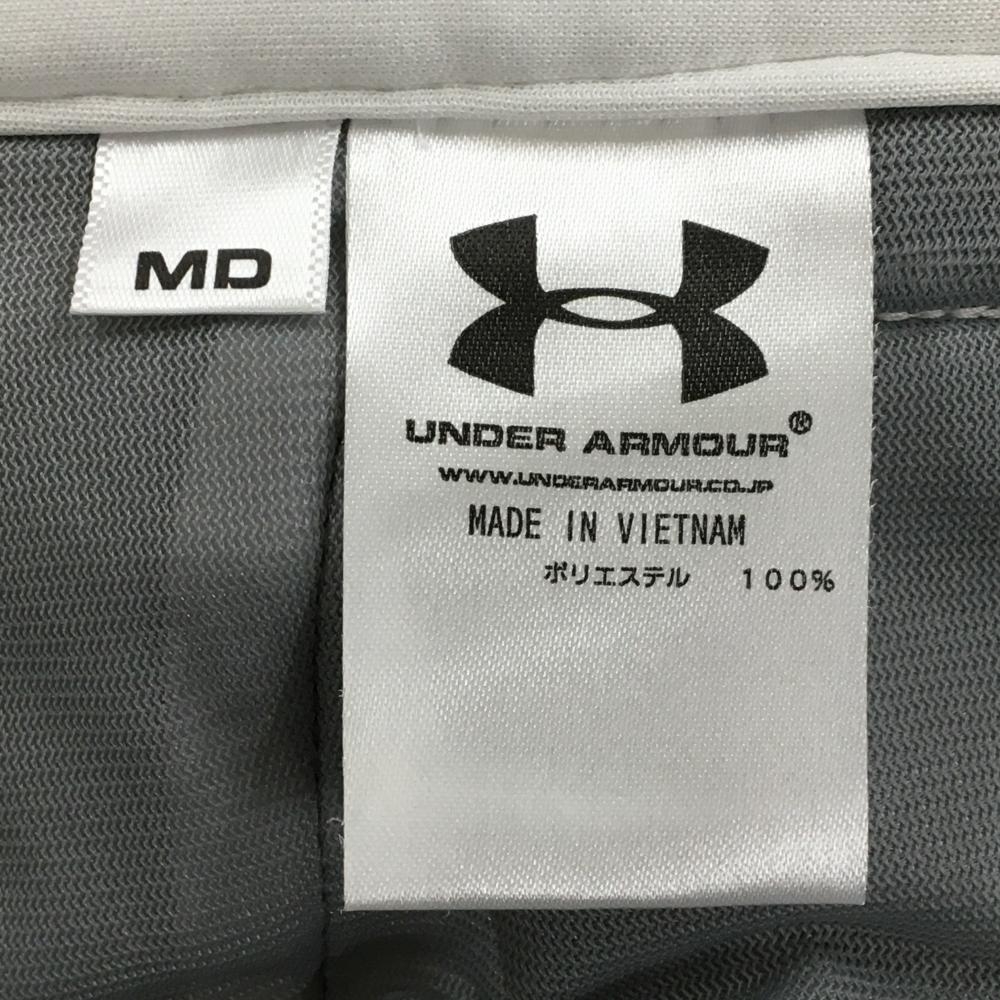 MD
UNDER ARMOUR®
WWW.UNDERARMOUR.CO.JP
MADE IN VIETNAM
ポリエステル 100%